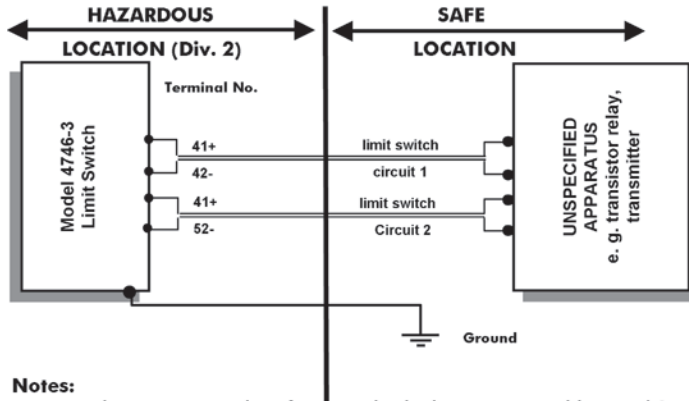 HAZARDOUS
SAFE
LOCATION (Div. 2)
LOCATION
Terminal No.
Model 4746-3
Limit Switch
41+
limit switch
42-
circuit 1
41+
limit switch
52-
Circuit 2
UNSPECIFIED
APPARATUS
e. g. transistor relay,
transmitter
Ground
Notes: